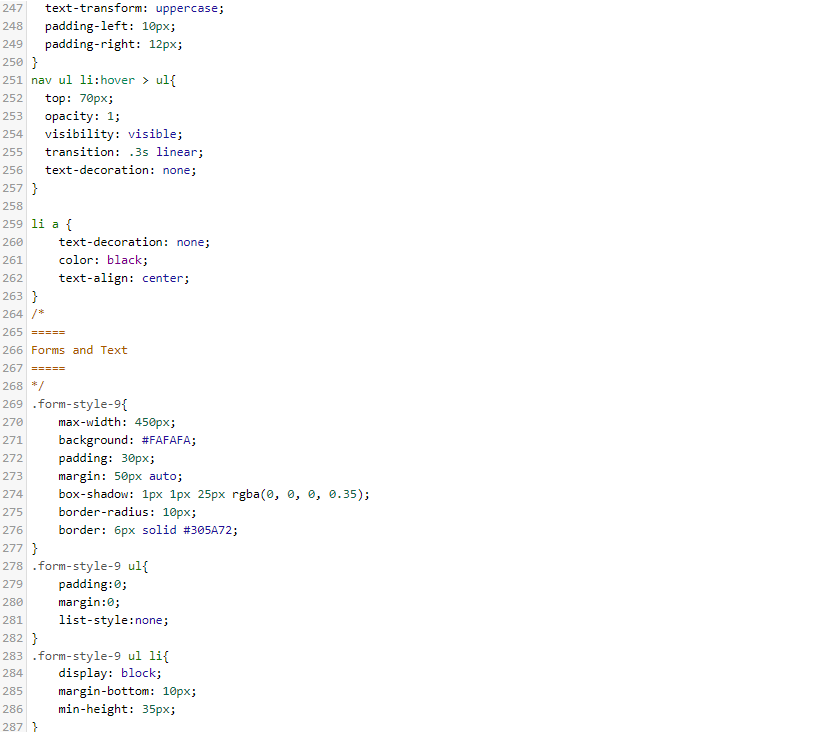 247 text-transform: uppercase;
248 padding-left: 10px;
249 padding-right: 12px;
250 }
251 nav ul li:hover > ul{
252 top: 70px;
253 opacity: 1;
254 visibility: visible;
255 transition: .3s linear;
256 text-decoration: none;
257 }
258
259 li a {
260 text-decoration: none;
261 color: black;
262 text-align: center;
263 }
264 /*
265 =====
266 Forms and Text
267 =====
268 */
269 .form-style-9{
270 max-width: 450px;
271 background: #FAFAFA;
272 padding: 30px;
273 margin: 50px auto;
274 box-shadow: 1px 1px 25px rgba(0, 0, 0, 0.35);
275 border-radius: 10px;
276 border: 6px solid #305A72;
277 }
278 .form-style-9 ul{
279 padding:0;
280 margin:0;
281 list-style:none;
282 }
283 .form-style-9 ul li{
284 display: block;
285 margin-bottom: 10px;
286 min-height: 35px;
287 }